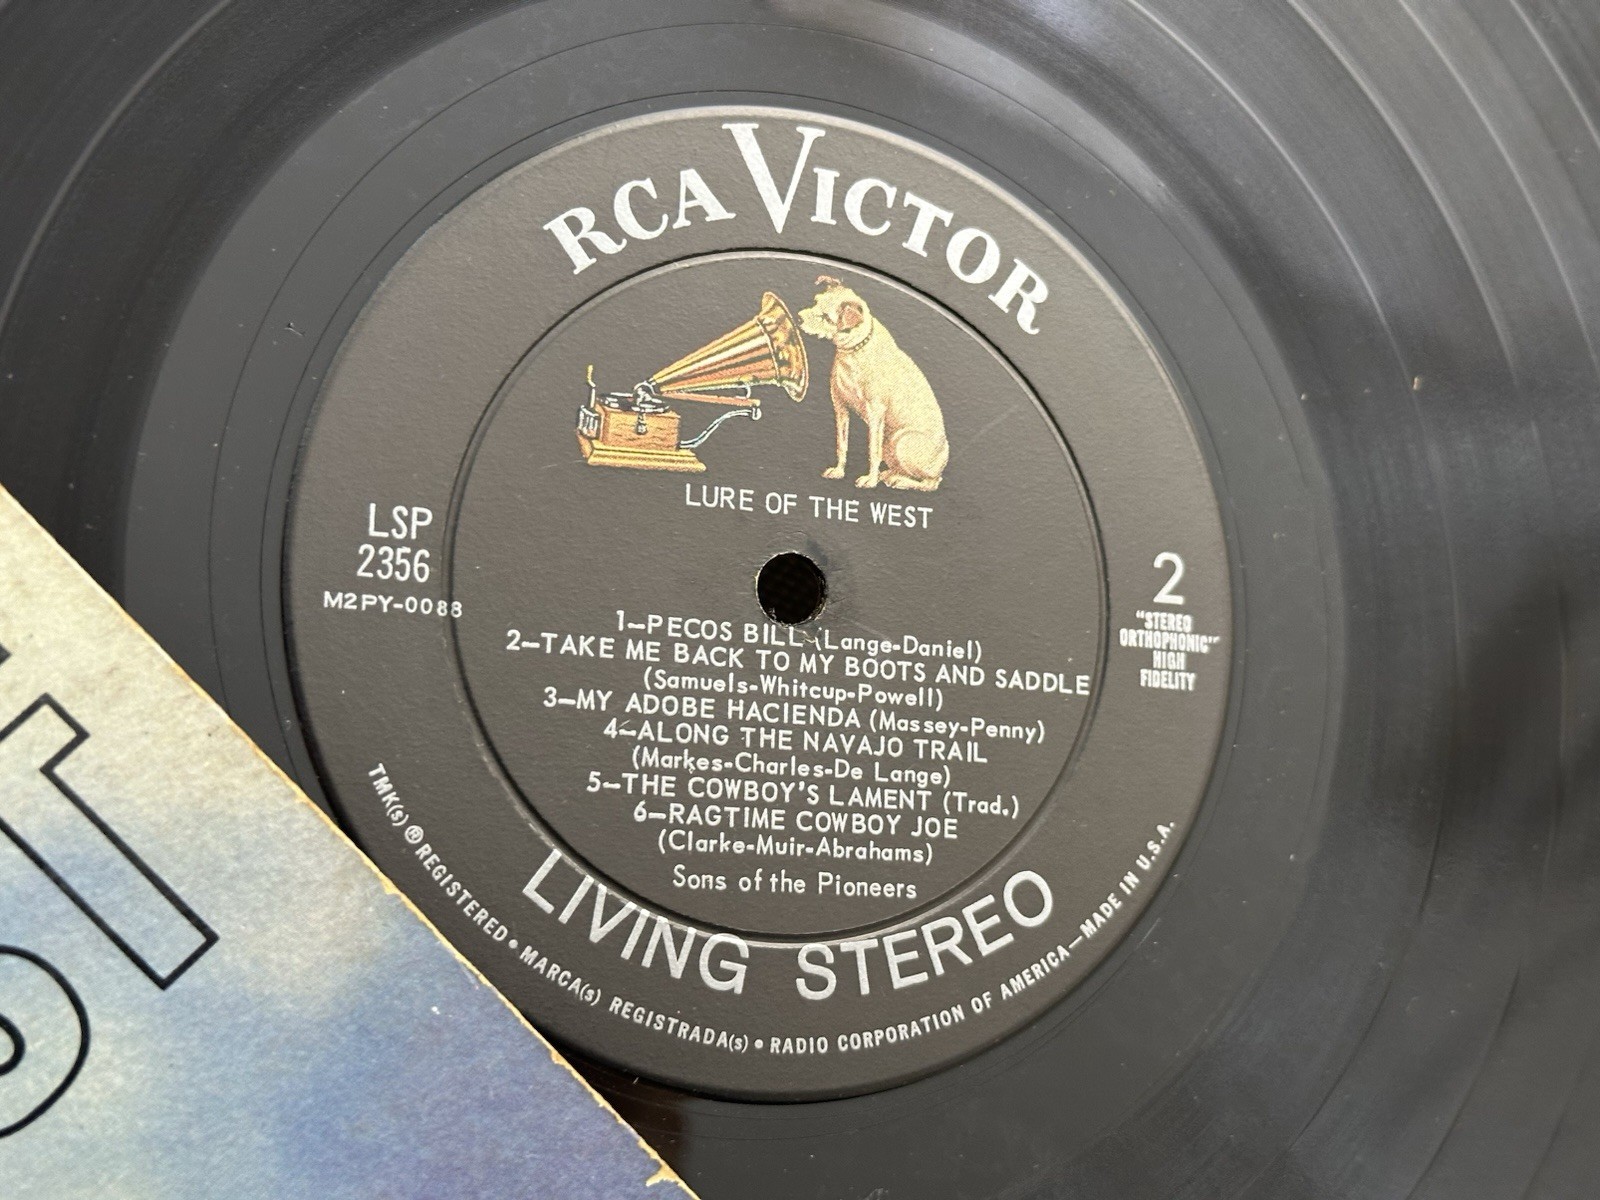 RCA VICTOR
LURE OF THE WEST
LSP
2356
M2PY-0088
2
"STEREO
ORTHOPHONIC"
HIGH
FIDELITY
1—PECOS BILL (Lange-Daniel)
2—TAKE ME BACK TO MY BOOTS AND SADDLE
(Samuels-Whitcup-Powell)
3—MY ADOBE HACIENDA (Massey-Penny)
4—ALONG THE NAVAJO TRAIL
(Markes-Charles-De Lange)
5—THE COWBOY'S LAMENT (Trad.)
6—RAGTIME COWBOY JOE
(Clarke-Muir-Abrahams)
Sons of the Pioneers
LIVING STEREO
TMK(s) ® REGISTERED • MARCA(s) REGISTRADA(s) • RADIO CORPORATION OF AMERICA—MADE IN U.S.A.